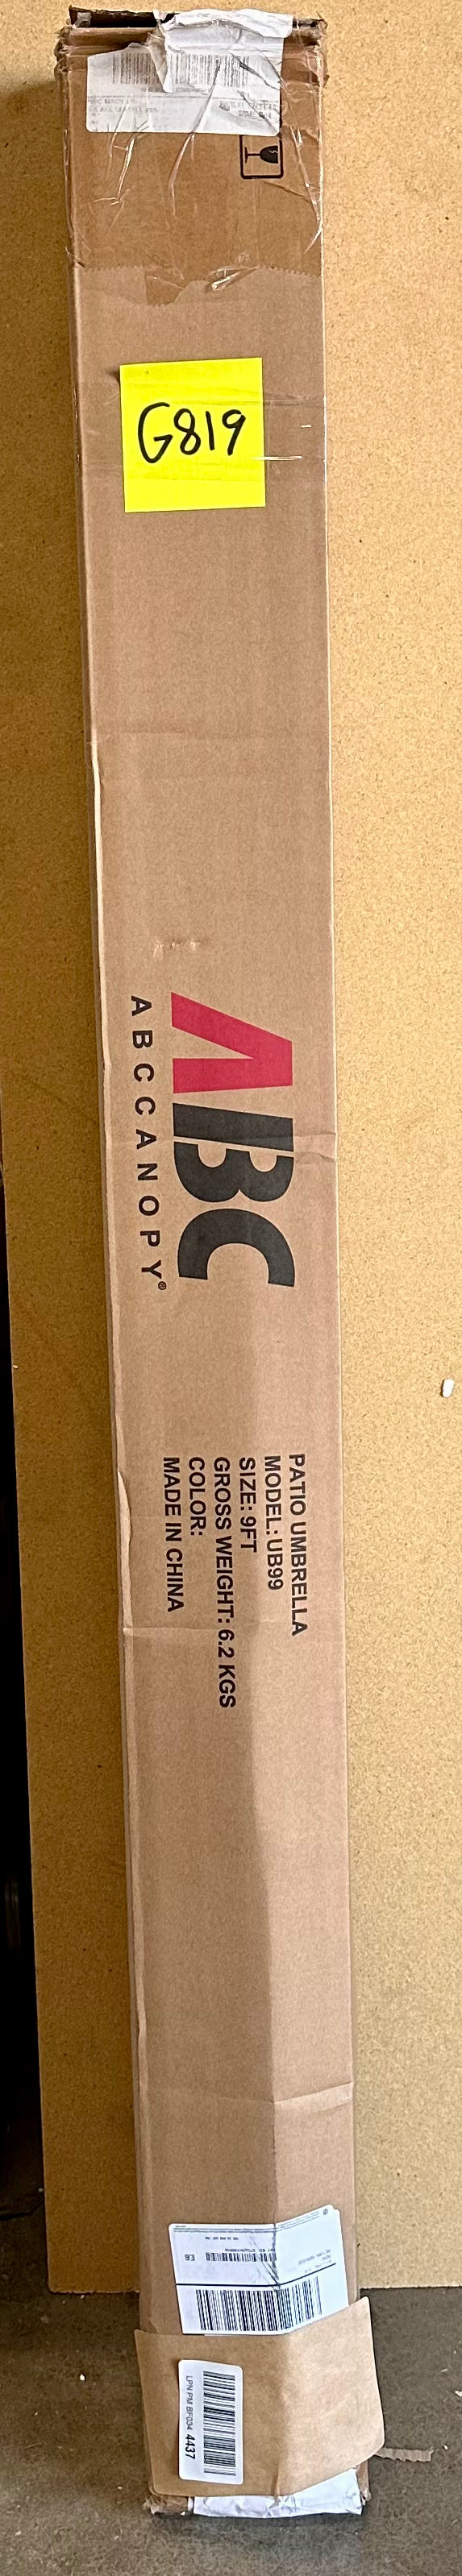 G819
ABC
ABCCANOPY®
PATIO UMBRELLA
MODEL: UB99
SIZE: 9FT
GROSS WEIGHT: 6.2 KGS
COLOR:
MADE IN CHINA
LPN PM BF034 4437